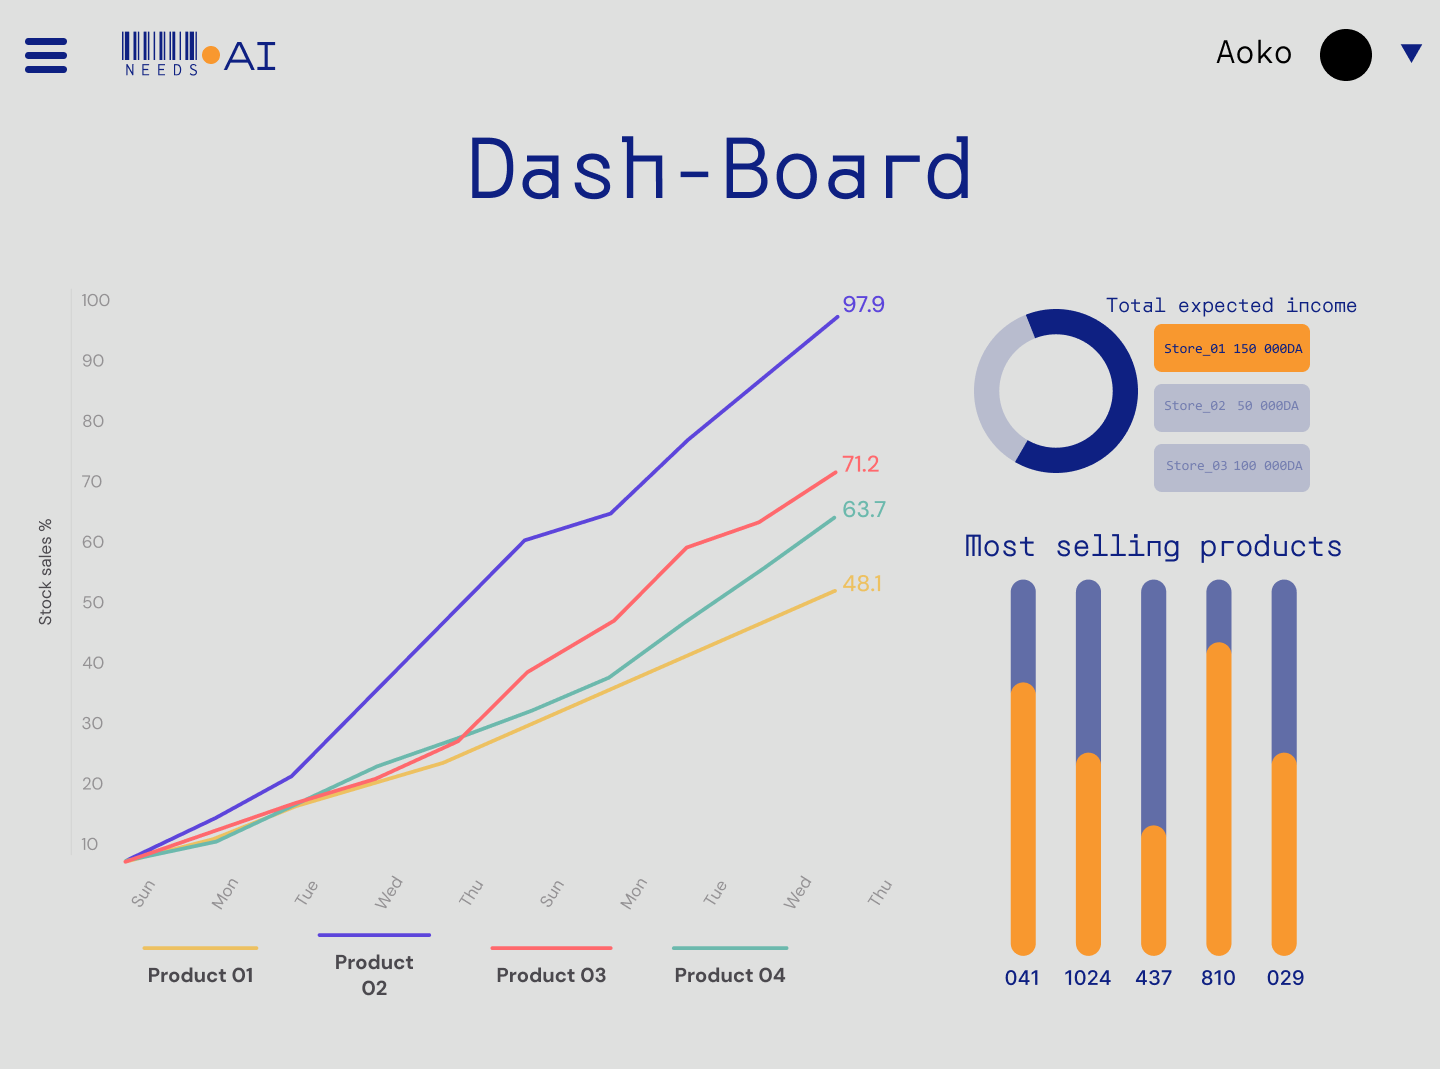 NEEDS
AI
Aoko
Dash-Board
Stock sales %
100
90
80
70
60
50
40
30
20
10
97.9
71.2
63.7
48.1
Sun
Mon
Tue
Wed
Thu
Sun
Mon
Tue
Wed
Thu
Product 01
Product
02
Product 03
Product 04
Total expected income
Store_01 150 000DA
Store_02 50 000DA
Store_03 100 000DA
Most selling products
041 1024 437 810 029